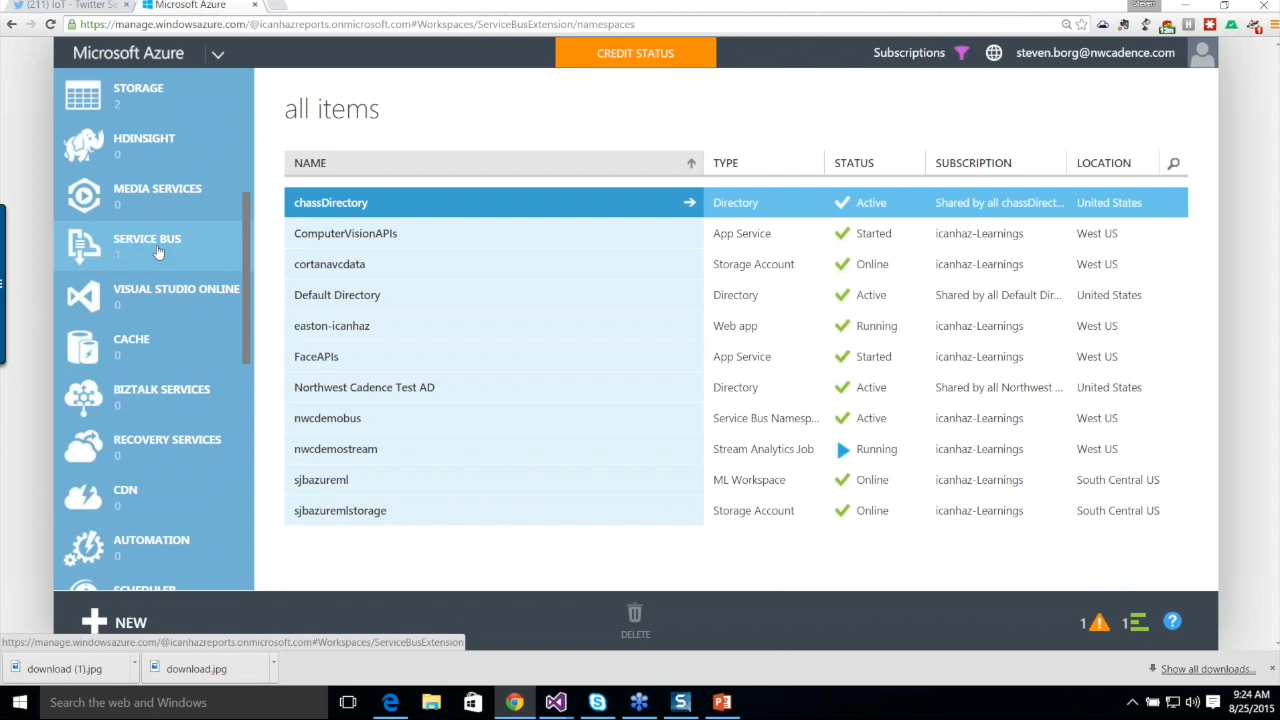 (211) IoT - Twitter Se
Microsoft Azure
Steven
https://manage.windowsazure.com/@icanhazreports.onmicrosoft.com#Workspaces/ServiceBusExtension/namespaces
Microsoft Azure
CREDIT STATUS
Subscriptions
steven.borg@nwcadence.com
STORAGE
2
HDINSIGHT
0
MEDIA SERVICES
0
SERVICE BUS
1
VISUAL STUDIO ONLINE
0
CACHE
0
BIZTALK SERVICES
0
RECOVERY SERVICES
0
CDN
0
AUTOMATION
0
SCHEDULER
all items
NAME TYPE STATUS SUBSCRIPTION LOCATION
chassDirectory Directory Active Shared by all chassDirect... United States
ComputerVisionAPIs App Service Started icanhaz-Learnings West US
cortanavcdata Storage Account Online icanhaz-Learnings West US
Default Directory Directory Active Shared by all Default Dir... United States
easton-icanhaz Web app Running icanhaz-Learnings West US
FaceAPIs App Service Started icanhaz-Learnings West US
Northwest Cadence Test AD Directory Active Shared by all Northwest ... United States
nwcdemobus Service Bus Namesp... Active icanhaz-Learnings West US
nwcdemostream Stream Analytics Job Running icanhaz-Learnings West US
sjbazureml ML Workspace Online icanhaz-Learnings South Central US
sjbazuremlstorage Storage Account Online icanhaz-Learnings South Central US
NEW
DELETE
1
1
?
https://manage.windowsazure.com/@icanhazreports.onmicrosoft.com#Workspaces/ServiceBusExtension
download (1).jpg
download.jpg
Show all downloads...
Search the web and Windows
9:24 AM
8/25/2015